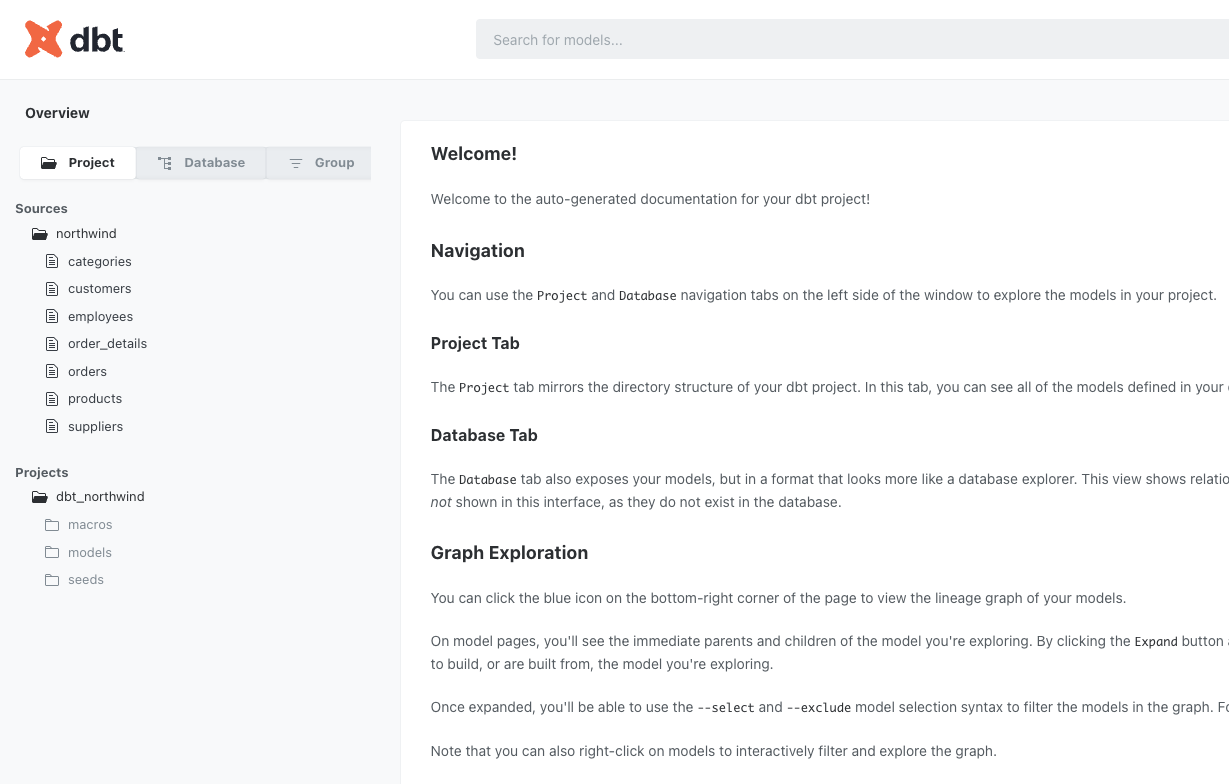 dbt
Search for models...
Overview
Project
Database
Group
Sources
northwind
categories
customers
employees
order_details
orders
products
suppliers
Projects
dbt_northwind
macros
models
seeds
Welcome!
Welcome to the auto-generated documentation for your dbt project!
Navigation
You can use the Project and Database navigation tabs on the left side of the window to explore the models in your project.
Project Tab
The Project tab mirrors the directory structure of your dbt project. In this tab, you can see all of the models defined in your
Database Tab
The Database tab also exposes your models, but in a format that looks more like a database explorer. This view shows relatio
not shown in this interface, as they do not exist in the database.
Graph Exploration
You can click the blue icon on the bottom-right corner of the page to view the lineage graph of your models.
On model pages, you'll see the immediate parents and children of the model you're exploring. By clicking the Expand button
to build, or are built from, the model you're exploring.
Once expanded, you'll be able to use the --select and --exclude model selection syntax to filter the models in the graph.
Note that you can also right-click on models to interactively filter and explore the graph.